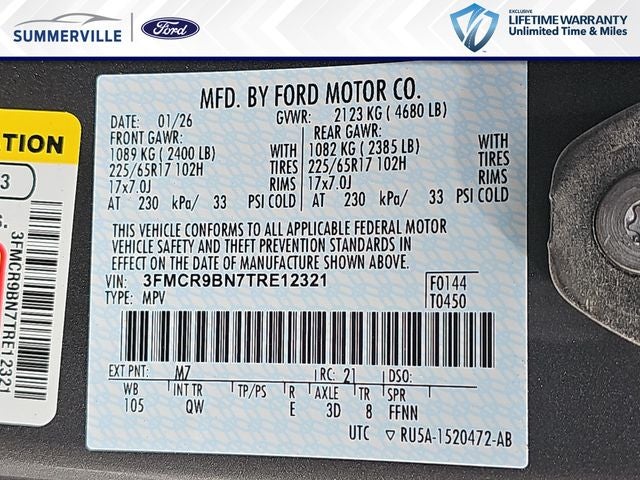 SUMMERVILLE
Ford
EXCLUSIVE
LIFETIME WARRANTY
Unlimited Time & Miles
TION
3
3FMCR9BN7TRE12321
MFD. BY FORD MOTOR CO.
DATE: 01/26 GVWR: 2123 KG ( 4680 LB)
FRONT GAWR: REAR GAWR:
1089 KG ( 2400 LB) WITH 1082 KG ( 2385 LB) WITH
225/65R17 102H TIRES 225/65R17 102H TIRES
17x7.0J RIMS 17x7.0J RIMS
AT 230 kPa/ 33 PSI COLD AT 230 kPa/ 33 PSI COLD
THIS VEHICLE CONFORMS TO ALL APPLICABLE FEDERAL MOTOR
VEHICLE SAFETY AND THEFT PREVENTION STANDARDS IN
EFFECT ON THE DATE OF MANUFACTURE SHOWN ABOVE.
VIN: 3FMCR9BN7TRE12321 F0144
TYPE: MPV T0450
EXT PNT: M7 RC: 21 DSO:
WB INT TR TP/PS R AXLE TR SPR
105 QW E 3D 8 FFNN
UTC ▽ RU5A-1520472-AB